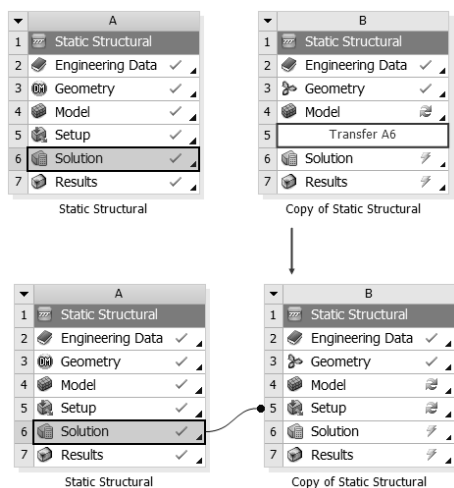 A
1 Static Structural
2 Engineering Data
3 Geometry
4 Model
5 Setup
6 Solution
7 Results
Static Structural
B
1 Static Structural
2 Engineering Data
3 Geometry
4 Model
5 Transfer A6
6 Solution
7 Results
Copy of Static Structural
A
1 Static Structural
2 Engineering Data
3 Geometry
4 Model
5 Setup
6 Solution
7 Results
Static Structural
B
1 Static Structural
2 Engineering Data
3 Geometry
4 Model
5 Setup
6 Solution
7 Results
Copy of Static Structural